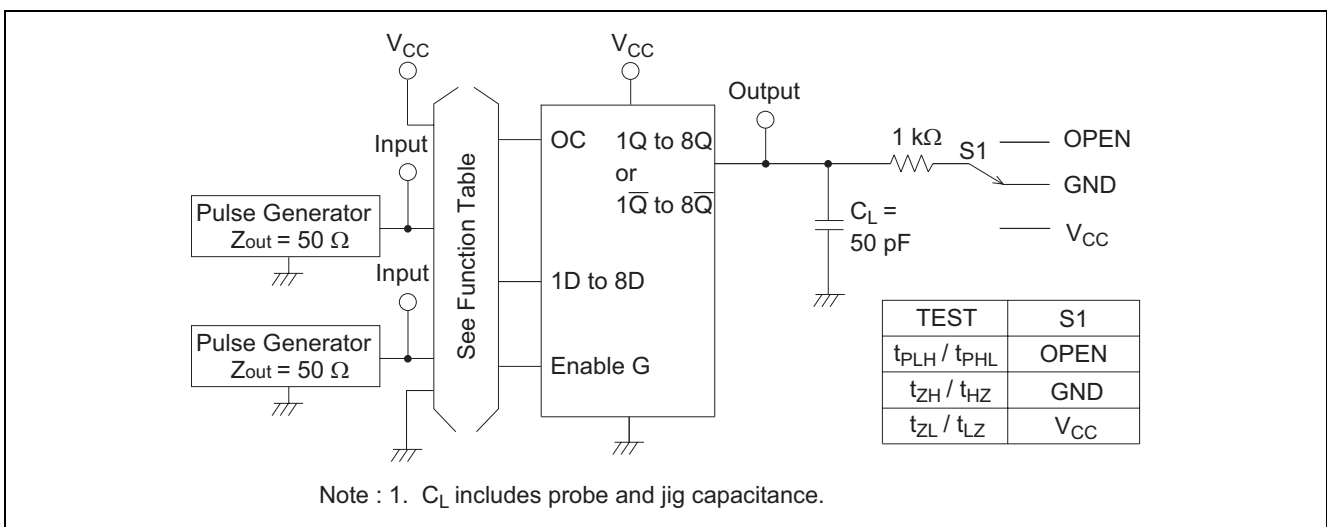 VCC
VCC
Output
1 kΩ
S1
OPEN
GND
VCC
Input
OC
1Q to 8Q
or
1Q̅ to 8Q̅
See Function Table
Pulse Generator
Zout = 50 Ω
CL =
50 pF
Input
1D to 8D
Pulse Generator
Zout = 50 Ω
Enable G
TEST S1
tPLH / tPHL OPEN
tZH / tHZ GND
tZL / tLZ VCC
Note : 1. CL includes probe and jig capacitance.